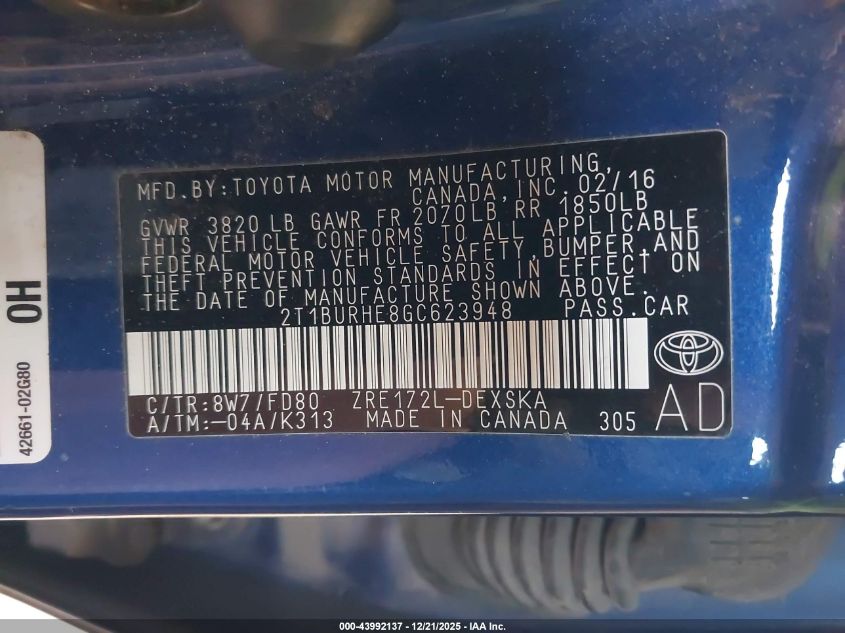 MFD.BY:TOYOTA MOTOR MANUFACTURING,
CANADA,INC.02/16
GVWR 3820 LB GAWR FR 2070LB RR 1850LB
THIS VEHICLE CONFORMS TO ALL APPLICABLE
FEDERAL MOTOR VEHICLE SAFETY,BUMPER,AND
THEFT PREVENTION STANDARDS IN EFFECT ON
THE DATE OF MANUFACTURE SHOWN ABOVE.
2T1BURHE8GC623948 PASS.CAR
C/TR:8W7/FD80 ZRE172L-DEXSKA
A/TM:-04A/K313 MADE IN CANADA 305
AD
OH
42661-02G80
000-43992137 - 12/21/2025 - IAA Inc.